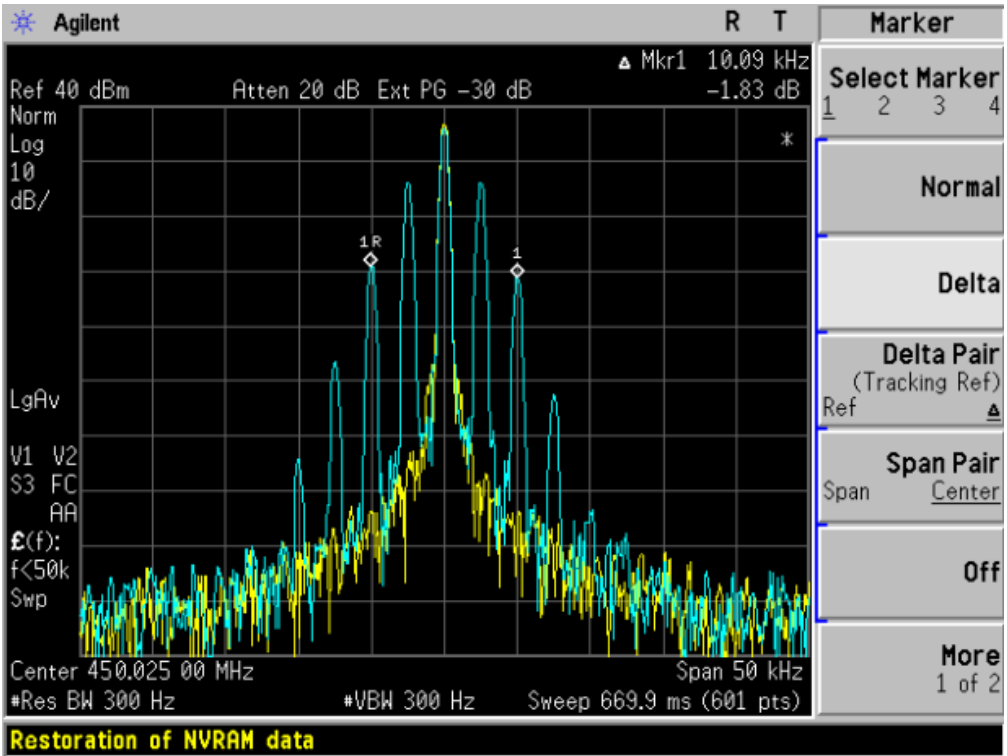 Agilent R T
Δ Mkr1 10.09 kHz
Ref 40 dBm Atten 20 dB Ext PG -30 dB -1.83 dB
Norm
Log
10
dB/
*
1R
1
LgAv
V1 V2
S3 FC
AA
£(f):
f<50k
Swp
Center 450.025 00 MHz Span 50 kHz
#Res BW 300 Hz #VBW 300 Hz Sweep 669.9 ms (601 pts)
Restoration of NVRAM data
Marker
Select Marker
1 2 3 4
Normal
Delta
Delta Pair
(Tracking Ref)
Ref Δ
Span Pair
Span Center
Off
More
1 of 2